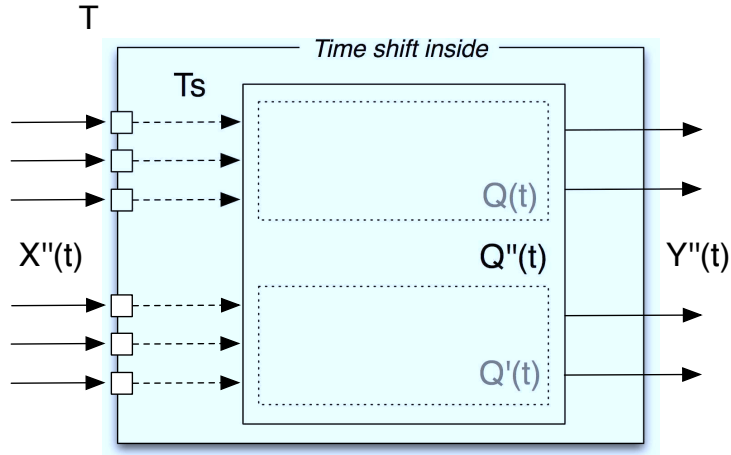 T
Time shift inside
Ts
Q(t)
X"(t)
Q"(t)
Y"(t)
Q'(t)